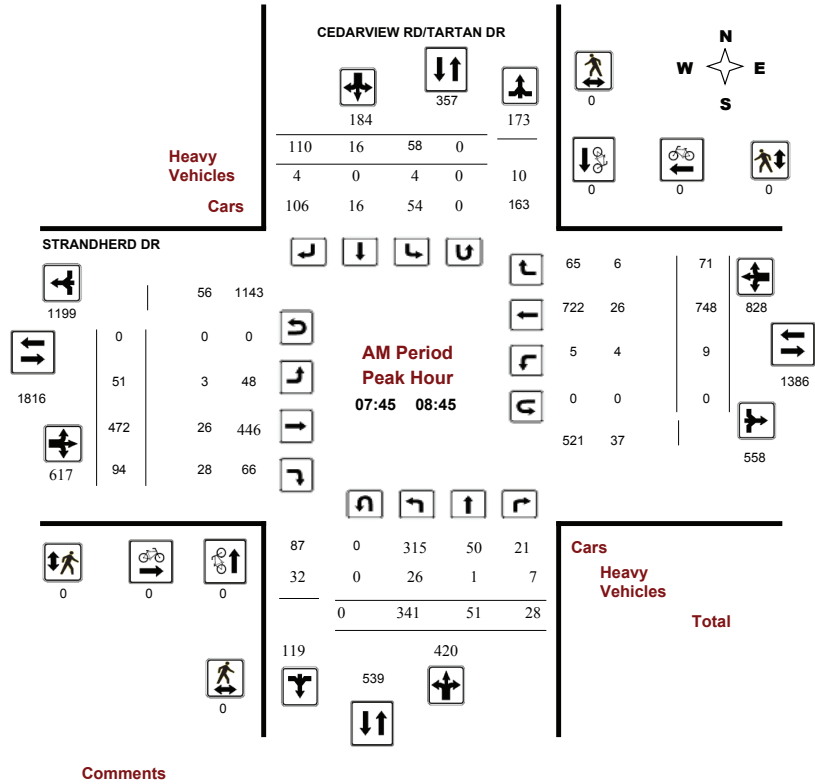 CEDARVIEW RD/TARTAN DR
N
W E
S
357
0
184 173
110 16 58 0
Heavy
Vehicles
4 0 4 0 10
Cars
106 16 54 0 163
0 0 0
STRANDHERD DR
65 6 71
1199
56 1143
722 26 748 828
0 0 0
AM Period
Peak Hour
07:45 08:45
5 4 9
1816
51 3 48
1386
0 0 0
472 26 446
521 37
558
617
94 28 66
87 0 315 50 21
Cars
32 0 26 1 7
Heavy
Vehicles
0 0 0
0 341 51 28
Total
119 420
539
0
Comments